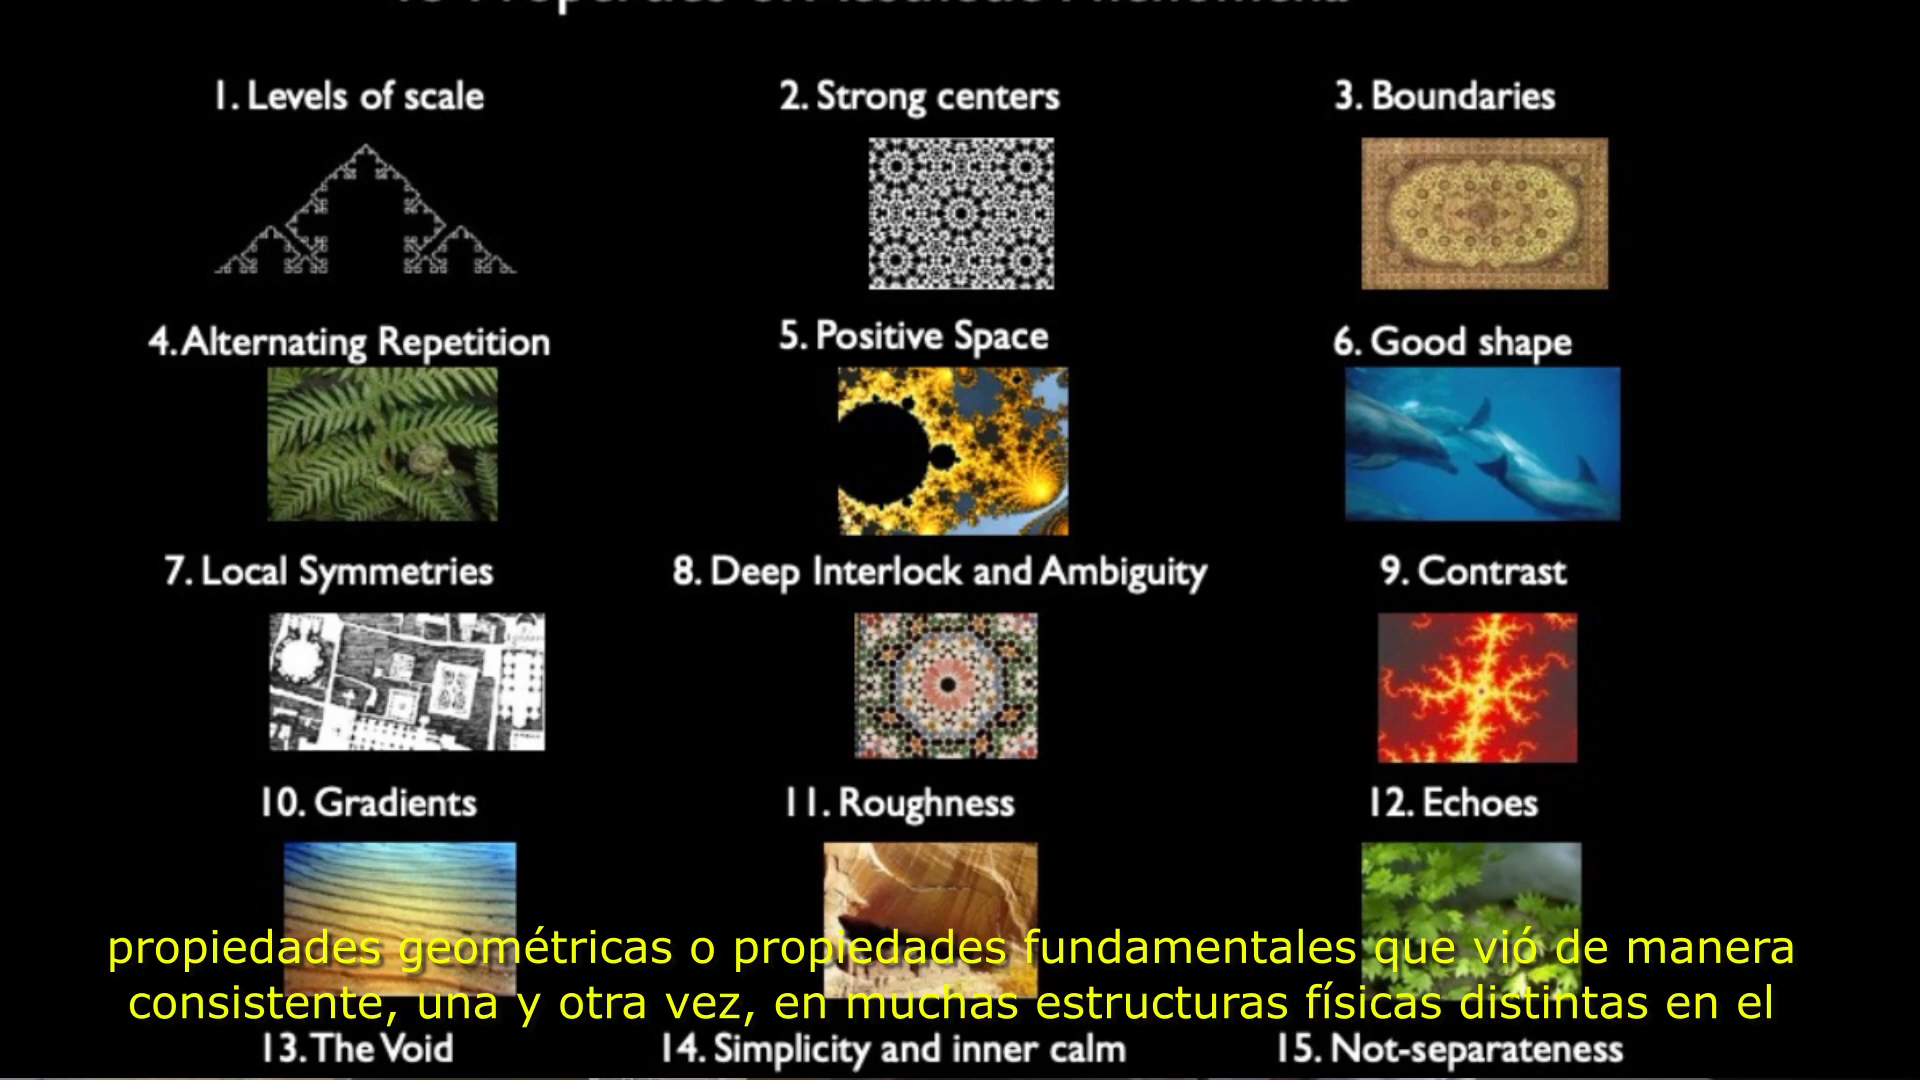 1. Levels of scale
2. Strong centers
3. Boundaries
4. Alternating Repetition
5. Positive Space
6. Good shape
7. Local Symmetries
8. Deep Interlock and Ambiguity
9. Contrast
10. Gradients
11. Roughness
12. Echoes
propiedades geométricas o propiedades fundamentales que vió de manera
consistente, una y otra vez, en muchas estructuras físicas distintas en el
13. The Void
14. Simplicity and inner calm
15. Not-separateness